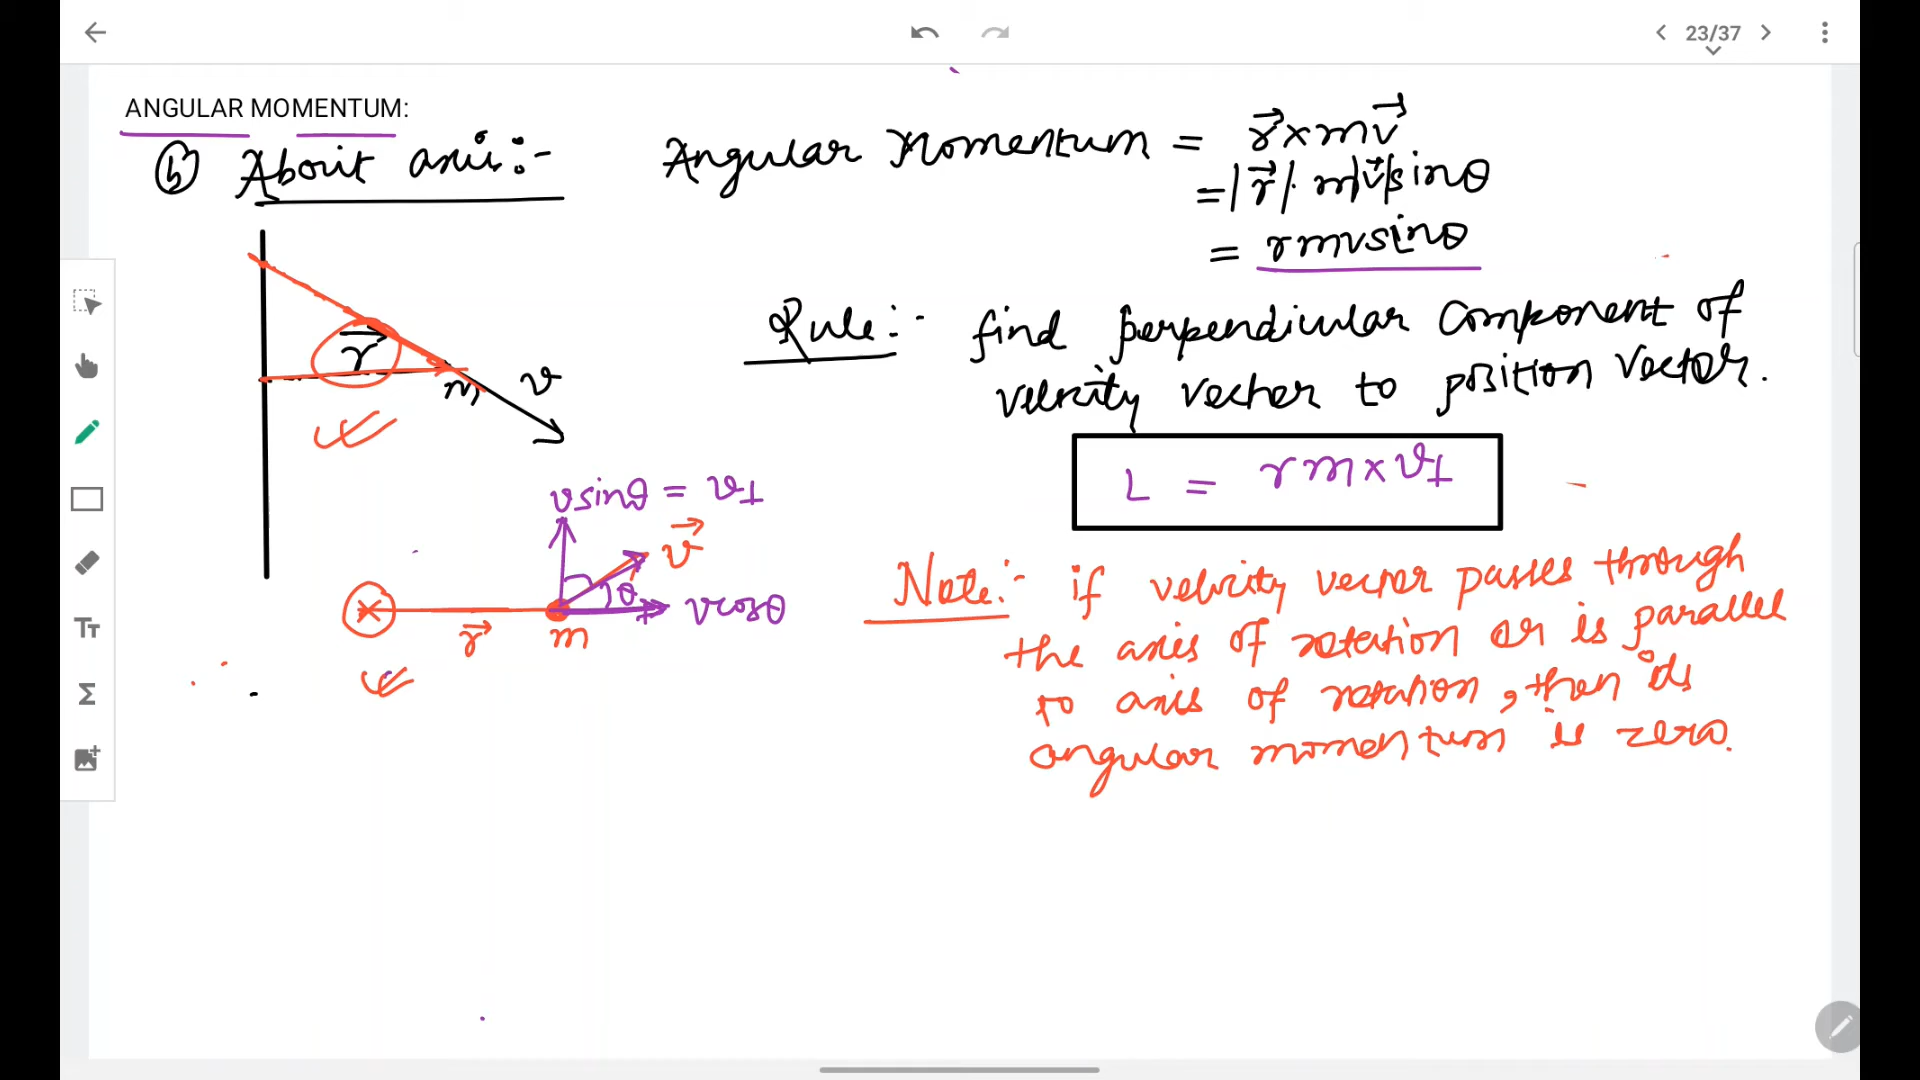 23/37
ANGULAR MOMENTUM:
(b) About axis:-
Angular Momentum = r⃗ × m v⃗
= |r⃗|. m|v⃗|sinθ
= rmvsinθ
r⃗
m
v
Rule:- find perpendicular component of
velocity vector to position vector.
L = rm × v⊥
vsinθ = v⊥
v⃗
θ
vcosθ
r⃗
m
Note:- if velocity vector passes through
the axis of rotation or is parallel
to axis of rotation, then its
angular momentum is zero.
Tт
Σ